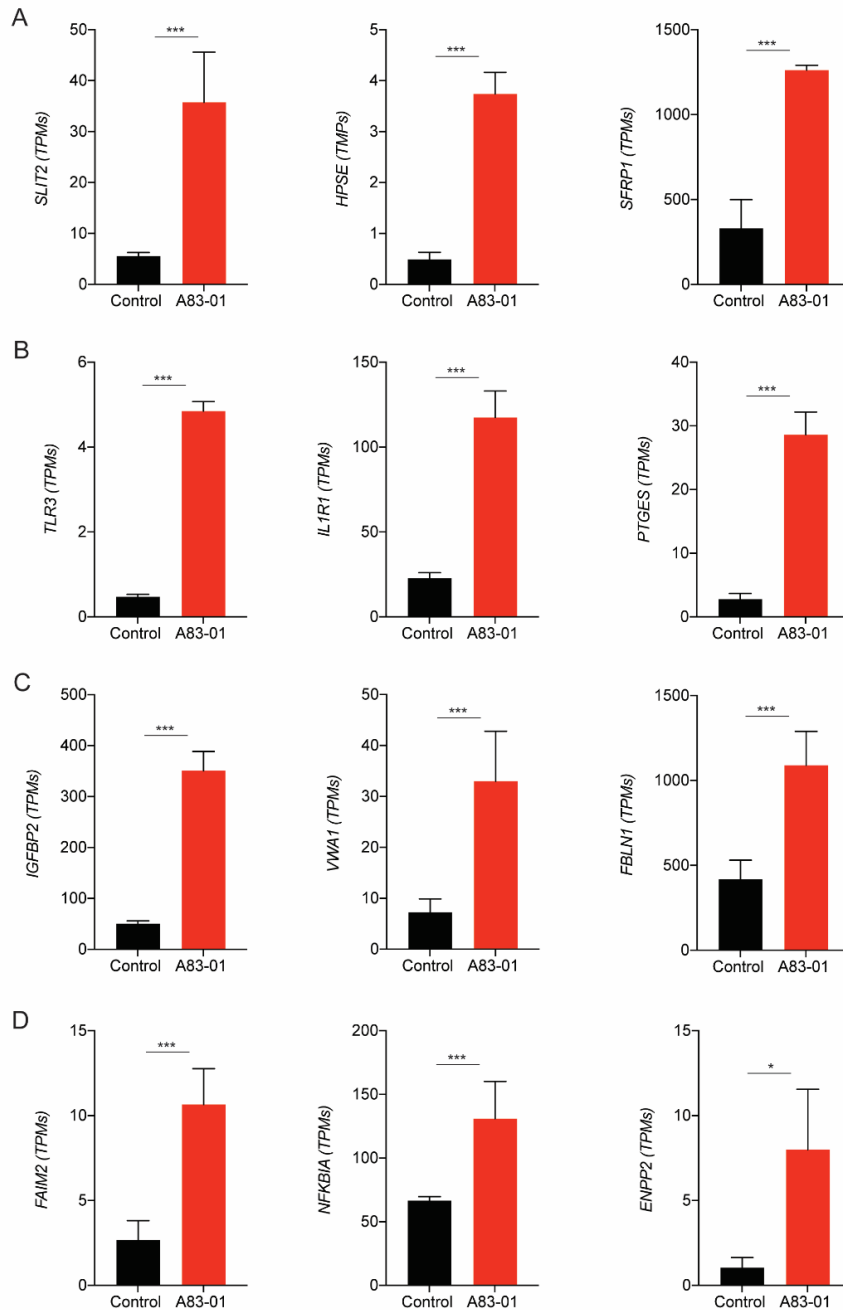 A
SLIT2 (TPMs)
50
40
30
20
10
0
***
Control A83-01
HPSE (TMPs)
5
4
3
2
1
0
***
Control A83-01
SFRP1 (TPMs)
1500
1000
500
0
***
Control A83-01
B
TLR3 (TPMs)
6
4
2
0
***
Control A83-01
IL1R1 (TPMs)
150
100
50
0
***
Control A83-01
PTGES (TPMs)
40
30
20
10
0
***
Control A83-01
C
IGFBP2 (TPMs)
500
400
300
200
100
0
***
Control A83-01
VWA1 (TPMs)
50
40
30
20
10
0
***
Control A83-01
FBLN1 (TPMs)
1500
1000
500
0
***
Control A83-01
D
FAIM2 (TPMs)
15
10
5
0
***
Control A83-01
NFKBIA (TPMs)
200
150
100
50
0
***
Control A83-01
ENPP2 (TPMs)
15
10
5
0
*
Control A83-01